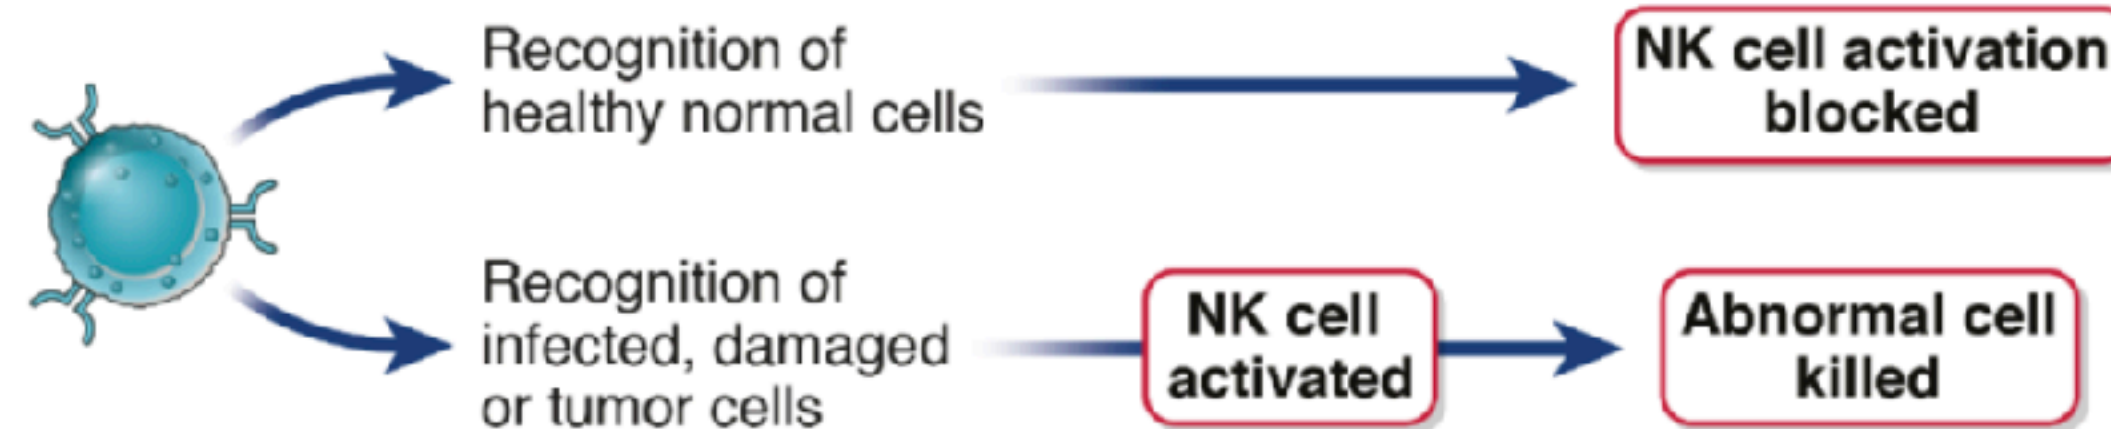 Recognition of
healthy normal cells
NK cell activation
blocked
Recognition of
infected, damaged
or tumor cells
NK cell
activated
Abnormal cell
killed